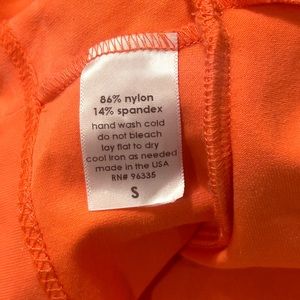 86% nylon
14% spandex
hand wash cold
do not bleach
lay flat to dry
cool iron as needed
made in the USA
RN# 96335
S